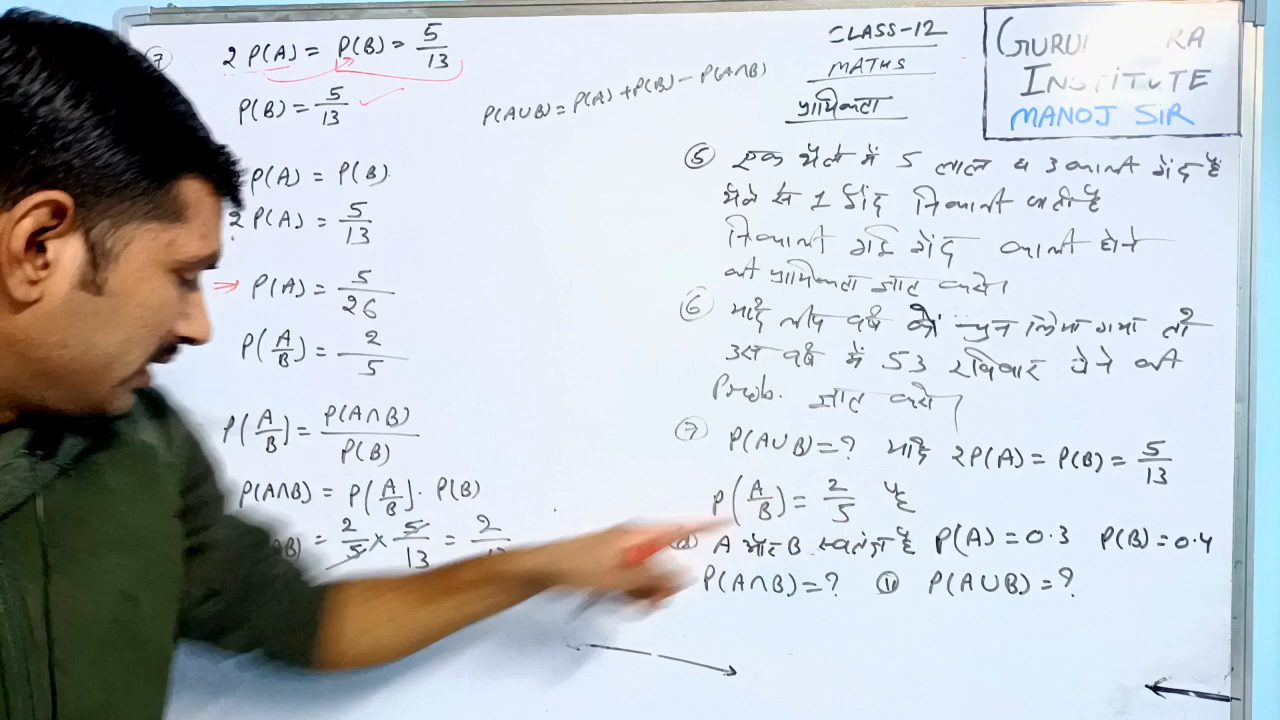 CLASS-12
MATHS
प्रायिकता
INSTITUTE
MANOJ SIR
7 2 P(A) = P(B) = 5/13
P(B) = 5/13
P(A∪B) = P(A) + P(B) - P(A∩B)
P(A) = P(B)
2 P(A) = 5/13
→ P(A) = 5/26
P(A/B) = 2/5
P(A/B) = P(A∩B)/P(B)
P(A∩B) = P(A/B) · P(B)
= 2/5 × 5/13 = 2/
⑤ एक थैले में 5 लाल व 3 काली गेंद हैं
थैले से 1 गेंद निकाली जाती है
निकाली गई गेंद काली होने
की प्रायिकता ज्ञात करो।
⑥ यदि लीप वर्ष को चुन लिया गया तो
उस वर्ष में 53 रविवार होने की
Prob. ज्ञात करो।
⑦ P(A∪B) = ? यदि 2P(A) = P(B) = 5/13
P(A/B) = 2/5
A और B स्वतंत्र हैं P(A) = 0.3 P(B) = 0.4
P(A∩B) = ? ⑪ P(A∪B) = ?